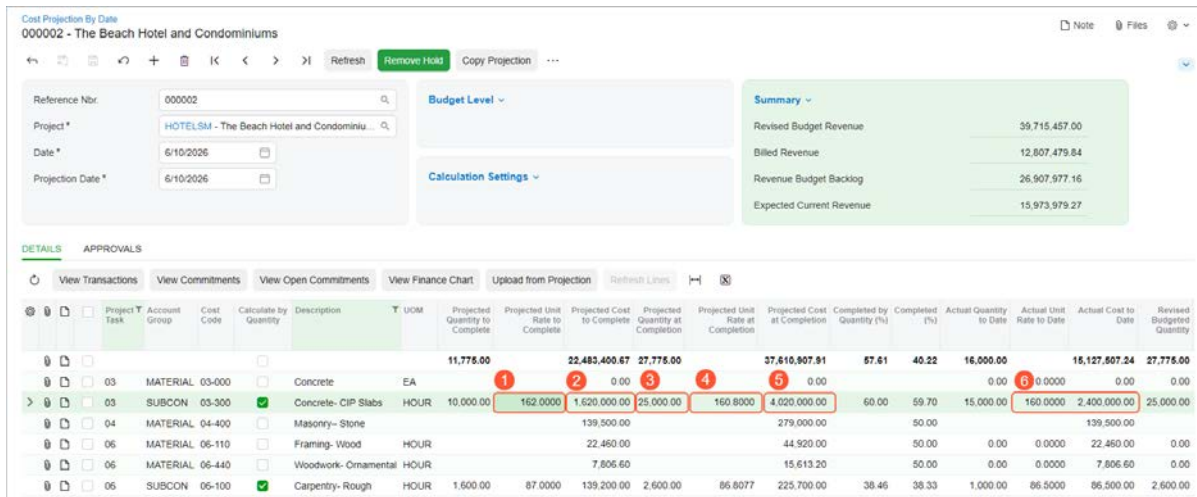 Cost Projection By Date
000002 - The Beach Hotel and Condominiums
Note Files
Refresh Remove Hold Copy Projection ...
Reference Nbr. 000002
Project * HOTELSM - The Beach Hotel and Condominiu...
Date * 6/10/2026
Projection Date * 6/10/2026
Budget Level
Calculation Settings
Summary
Revised Budget Revenue 39,715,457.00
Billed Revenue 12,807,479.84
Revenue Budget Backlog 26,907,977.16
Expected Current Revenue 15,973,979.27
DETAILS APPROVALS
View Transactions View Commitments View Open Commitments View Finance Chart Upload from Projection Refresh Lines
Project Task Account Group Cost Code Calculate by Quantity Description UOM Projected Quantity to Complete Projected Unit Rate to Complete Projected Cost to Complete Projected Quantity at Completion Projected Unit Rate at Completion Projected Cost at Completion Completed by Quantity (%) Completed (%) Actual Quantity to Date Actual Unit Rate to Date Actual Cost to Date Revised Budgeted Quantity
11,775.00 22,483,400.67 27,775.00 37,610,907.91 57.61 40.22 16,000.00 15,127,507.24 27,775.00
03 MATERIAL 03-000 Concrete EA 1 2 0.00 3 4 5 0.00 0.00 6 0.0000 0.00 0.00
03 SUBCON 03-300 Concrete- CIP Slabs HOUR 10,000.00 162.0000 1,620,000.00 25,000.00 160.8000 4,020,000.00 60.00 59.70 15,000.00 160.0000 2,400,000.00 25,000.00
04 MATERIAL 04-400 Masonry– Stone 139,500.00 279,000.00 50.00 139,500.00
06 MATERIAL 06-110 Framing- Wood HOUR 22,460.00 44,920.00 50.00 0.00 0.0000 22,460.00 0.00
06 MATERIAL 06-440 Woodwork- Ornamental HOUR 7,806.60 15,613.20 50.00 0.00 0.0000 7,806.60 0.00
06 SUBCON 06-100 Carpentry- Rough HOUR 1,600.00 87.0000 139,200.00 2,600.00 86.8077 225,700.00 38.46 38.33 1,000.00 86.5000 86,500.00 2,600.00